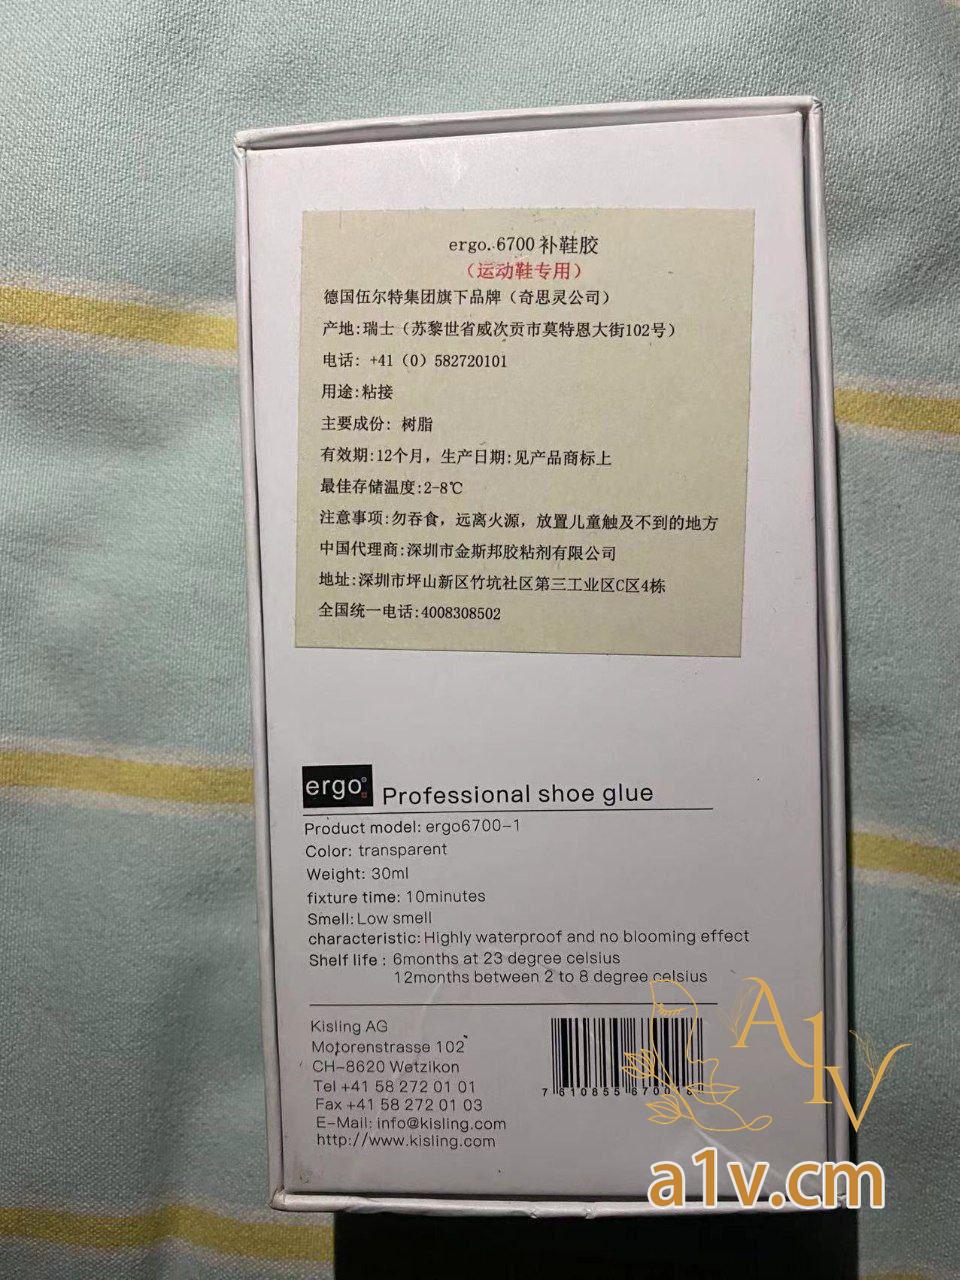 ergo.6700补鞋胶
（运动鞋专用）
德国伍尔特集团旗下品牌（奇思灵公司）
产地:瑞士（苏黎世省威次贡市莫特恩大街102号）
电话: +41（0）582720101
用途:粘接
主要成份: 树脂
有效期:12个月，生产日期:见产品商标上
最佳存储温度:2-8℃
注意事项:勿吞食，远离火源，放置儿童触及不到的地方
中国代理商:深圳市金斯邦胶粘剂有限公司
地址:深圳市坪山新区竹坑社区第三工业区C区4栋
全国统一电话:4008308502
ergo Professional shoe glue
Product model: ergo6700-1
Color: transparent
Weight: 30ml
fixture time: 10minutes
Smell: Low smell
characteristic: Highly waterproof and no blooming effect
Shelf life : 6months at 23 degree celsius
12months between 2 to 8 degree celsius
Kisling AG
Motorenstrasse 102
CH-8620 Wetzikon
Tel +41 58 272 01 01
Fax +41 58 272 01 03
E-Mail: info@kisling.com
http://www.kisling.com
7 610855 6700
A1V
a1v.cm